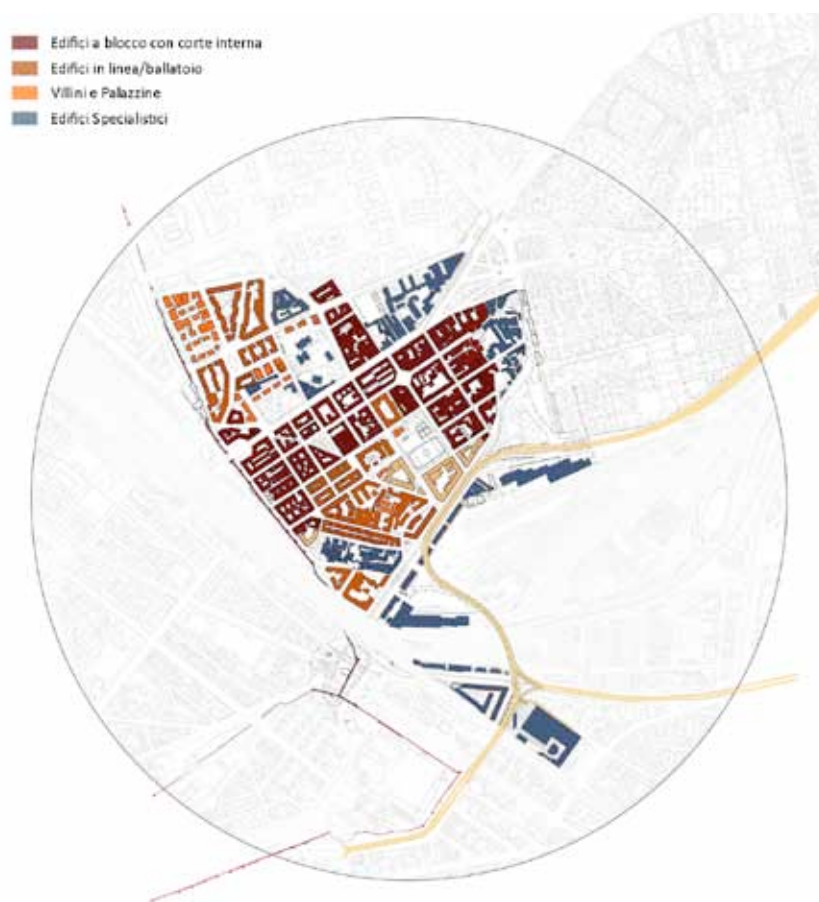 Edifici a blocco con corte interna
Edifici in linea/ballatoio
Villini e Palazzine
Edifici Specialistici